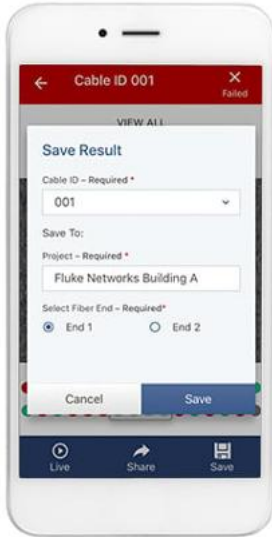 Cable ID 001
Failed
VIEW ALL
Save Result
Cable ID – Required *
001
Save To:
Project – Required *
Fluke Networks Building A
Select Fiber End – Required*
End 1 End 2
Cancel Save
Live Share Save